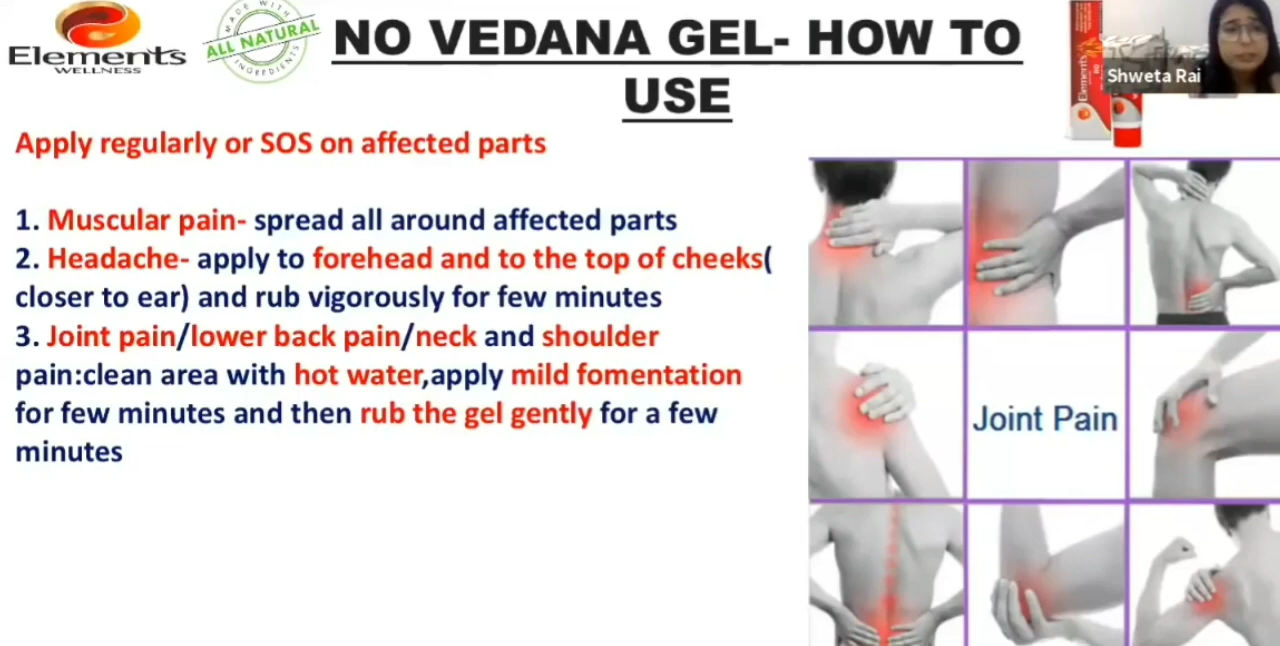 Elements
WELLNESS
MADE WITH
ALL NATURAL
INGREDIENTS
NO VEDANA GEL- HOW TO
USE
Elements
Shweta Rai
Apply regularly or SOS on affected parts
1. Muscular pain- spread all around affected parts
2. Headache- apply to forehead and to the top of cheeks(
closer to ear) and rub vigorously for few minutes
3. Joint pain/lower back pain/neck and shoulder
pain:clean area with hot water,apply mild fomentation
for few minutes and then rub the gel gently for a few
minutes
Joint Pain